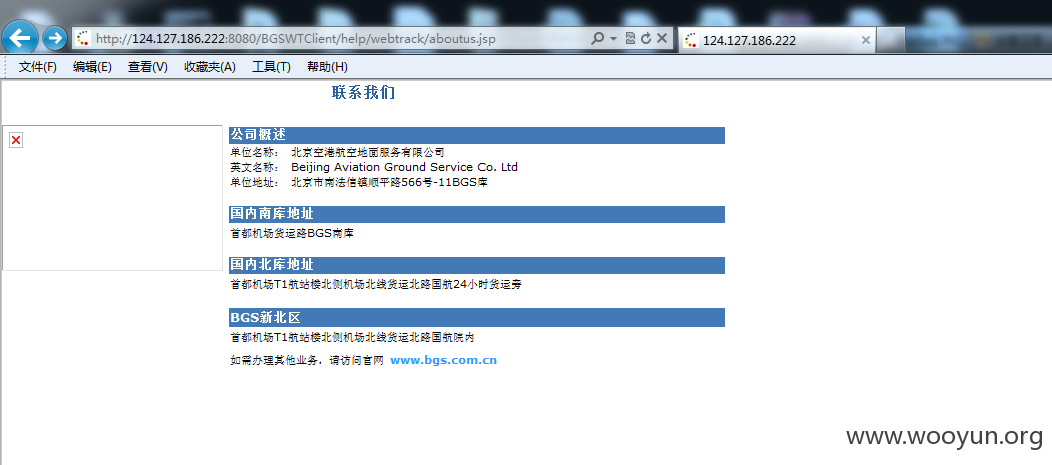 http://124.127.186.222:8080/BGSWTClient/help/webtrack/aboutus.jsp
124.127.186.222
文件(F) 编辑(E) 查看(V) 收藏夹(A) 工具(T) 帮助(H)
联系我们
公司概述
单位名称: 北京空港航空地面服务有限公司
英文名称: Beijing Aviation Ground Service Co. Ltd
单位地址: 北京市南法信镇顺平路566号-11BGS库
国内南库地址
首都机场货运路BGS南库
国内北库地址
首都机场T1航站楼北侧机场北线货运北路国航24小时货运旁
BGS新北区
首都机场T1航站楼北侧机场北线货运北路国航院内
如需办理其他业务，请访问官网 www.bgs.com.cn
www.wooyun.org